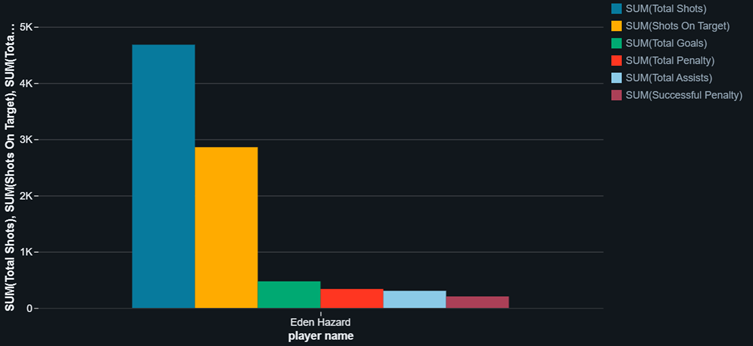 SUM(Total Shots), SUM(Shots On Target), SUM(Tota...
5K
4K
3K
2K
1K
0
Eden Hazard
player name
SUM(Total Shots)
SUM(Shots On Target)
SUM(Total Goals)
SUM(Total Penalty)
SUM(Total Assists)
SUM(Successful Penalty)